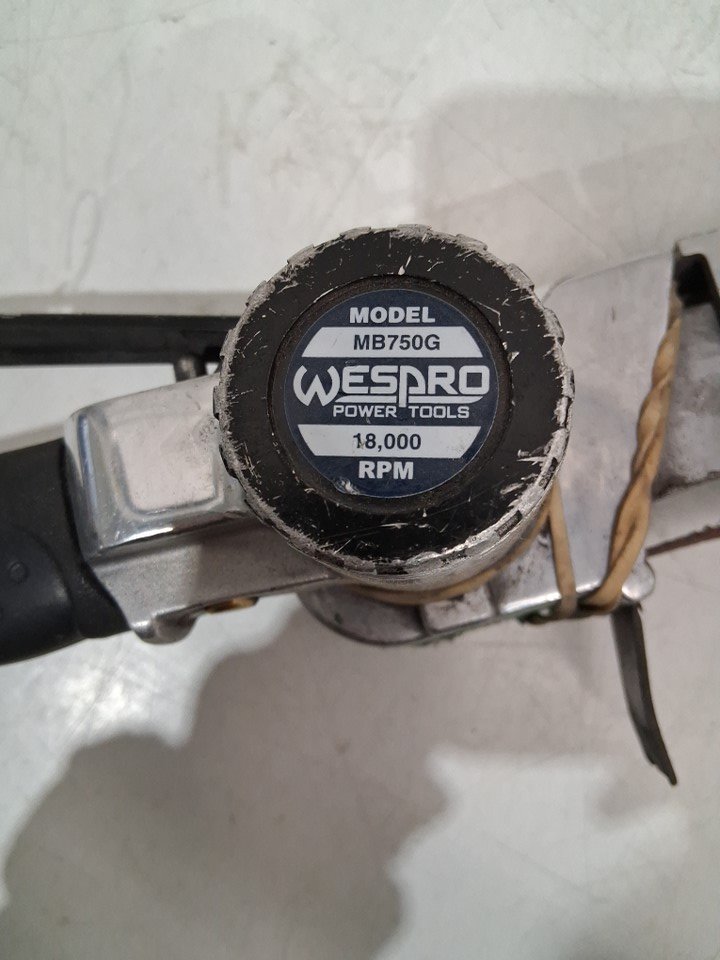 MODEL
MB750G
WESPRO
POWER TOOLS
18,000
RPM